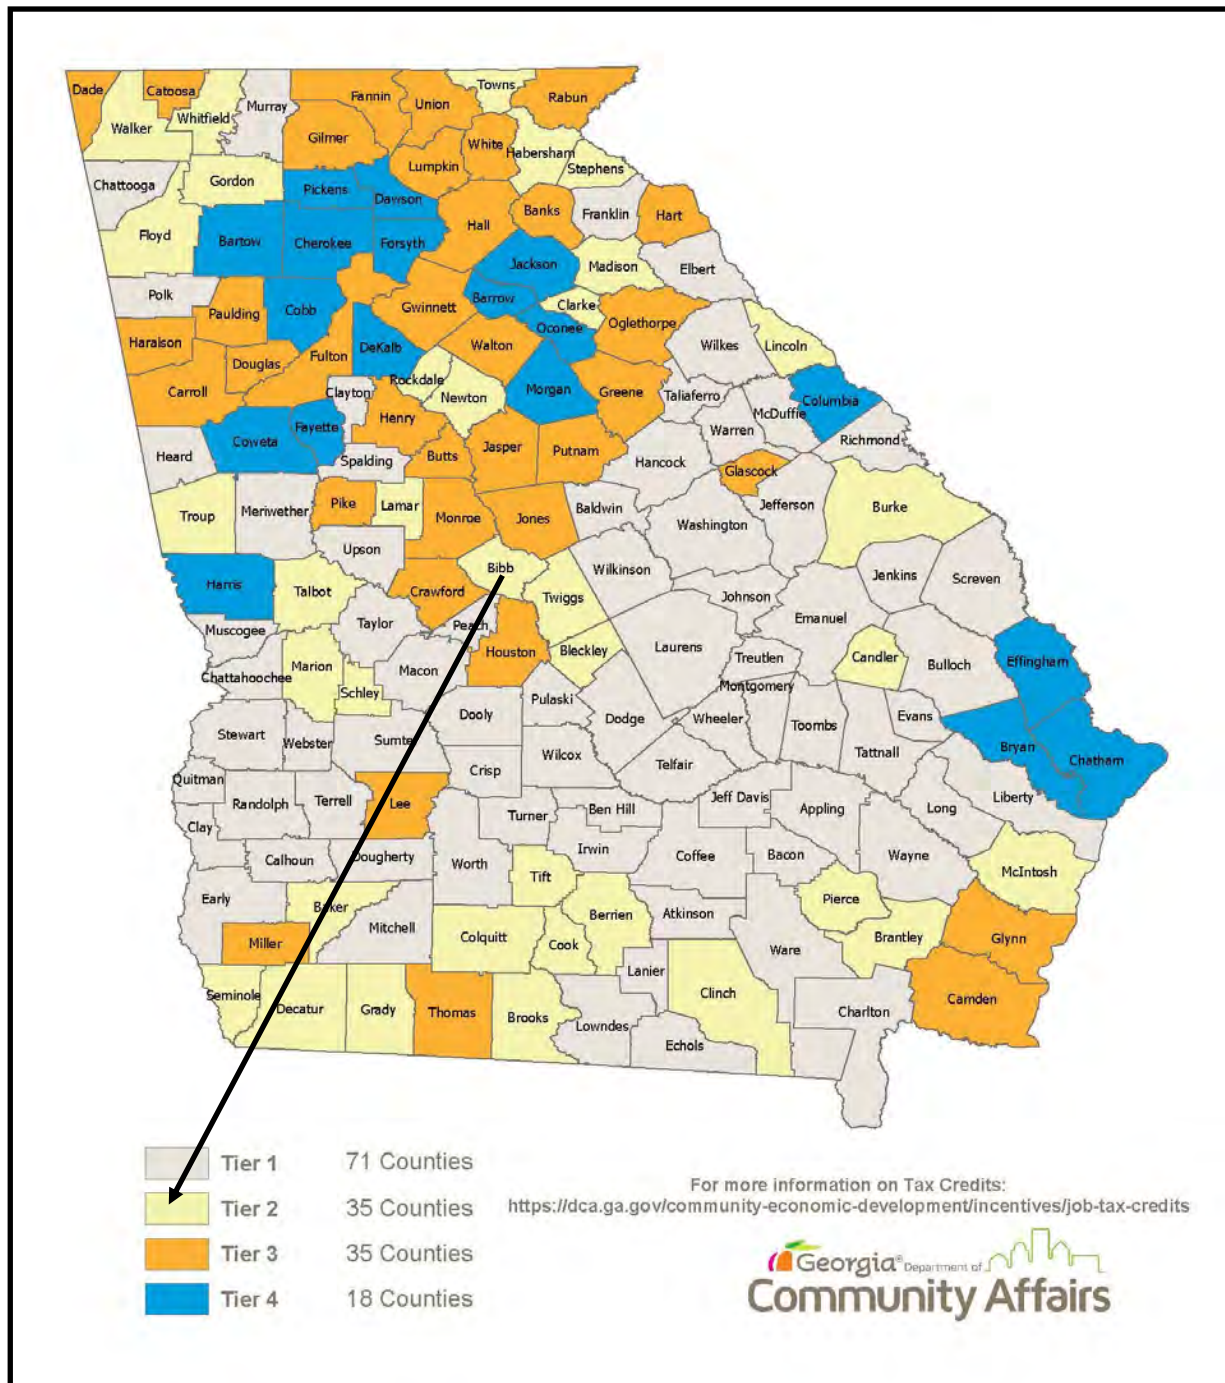 Dade
Catoosa
Walker
Whitfield
Murray
Fannin
Union
Towns
Rabun
Gilmer
White
Lumpkin
Habersham
Stephens
Chattooga
Gordon
Pickens
Dawson
Banks
Franklin
Hart
Hall
Floyd
Bartow
Cherokee
Forsyth
Jackson
Madison
Elbert
Polk
Paulding
Cobb
Gwinnett
Barrow
Clarke
Oconee
Oglethorpe
Haralson
Douglas
Fulton
DeKalb
Walton
Wilkes
Lincoln
Carroll
Clayton
Rockdale
Newton
Morgan
Greene
Taliaferro
McDuffie
Columbia
Coweta
Fayette
Henry
Warren
Richmond
Heard
Spalding
Butts
Jasper
Putnam
Hancock
Glascock
Troup
Meriwether
Pike
Lamar
Monroe
Jones
Baldwin
Washington
Jefferson
Burke
Upson
Bibb
Wilkinson
Jenkins
Screven
Harris
Talbot
Crawford
Twiggs
Johnson
Emanuel
Muscogee
Taylor
Peach
Houston
Bleckley
Laurens
Treutlen
Candler
Bulloch
Effingham
Chattahoochee
Marion
Schley
Macon
Pulaski
Montgomery
Stewart
Webster
Sumter
Dooly
Dodge
Wheeler
Toombs
Tattnall
Evans
Bryan
Chatham
Quitman
Randolph
Terrell
Lee
Crisp
Wilcox
Telfair
Jeff Davis
Appling
Long
Liberty
Clay
Calhoun
Dougherty
Worth
Turner
Ben Hill
Irwin
Coffee
Bacon
Wayne
McIntosh
Early
Baker
Mitchell
Tift
Berrien
Atkinson
Pierce
Miller
Colquitt
Cook
Ware
Brantley
Glynn
Seminole
Decatur
Grady
Thomas
Brooks
Lanier
Clinch
Charlton
Camden
Lowndes
Echols
Tier 1 71 Counties
Tier 2 35 Counties
Tier 3 35 Counties
Tier 4 18 Counties
For more information on Tax Credits:
https://dca.ga.gov/community-economic-development/incentives/job-tax-credits
Georgia® Department of
Community Affairs